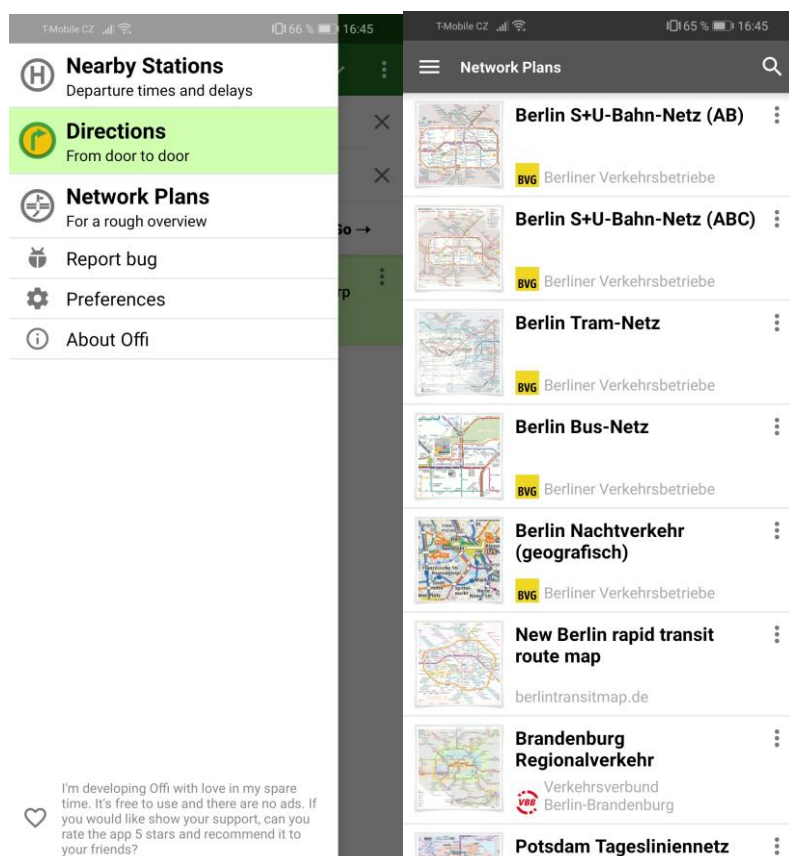 T-Mobile CZ 66 % 16:45
Nearby Stations
Departure times and delays
Directions
From door to door
Network Plans
For a rough overview
Go →
rp
Report bug
Preferences
About Offi
I'm developing Offi with love in my spare
time. It's free to use and there are no ads. If
you would like show your support, can you
rate the app 5 stars and recommend it to
your friends?
T-Mobile CZ 65 % 16:45
Network Plans
Berlin S+U-Bahn-Netz (AB)
BVG Berliner Verkehrsbetriebe
Berlin S+U-Bahn-Netz (ABC)
BVG Berliner Verkehrsbetriebe
Berlin Tram-Netz
BVG Berliner Verkehrsbetriebe
Berlin Bus-Netz
BVG Berliner Verkehrsbetriebe
Berlin Nachtverkehr
(geografisch)
BVG Berliner Verkehrsbetriebe
New Berlin rapid transit
route map
berlintransitmap.de
Brandenburg
Regionalverkehr
VBB Verkehrsverbund
Berlin-Brandenburg
Potsdam Tagesliniennetz